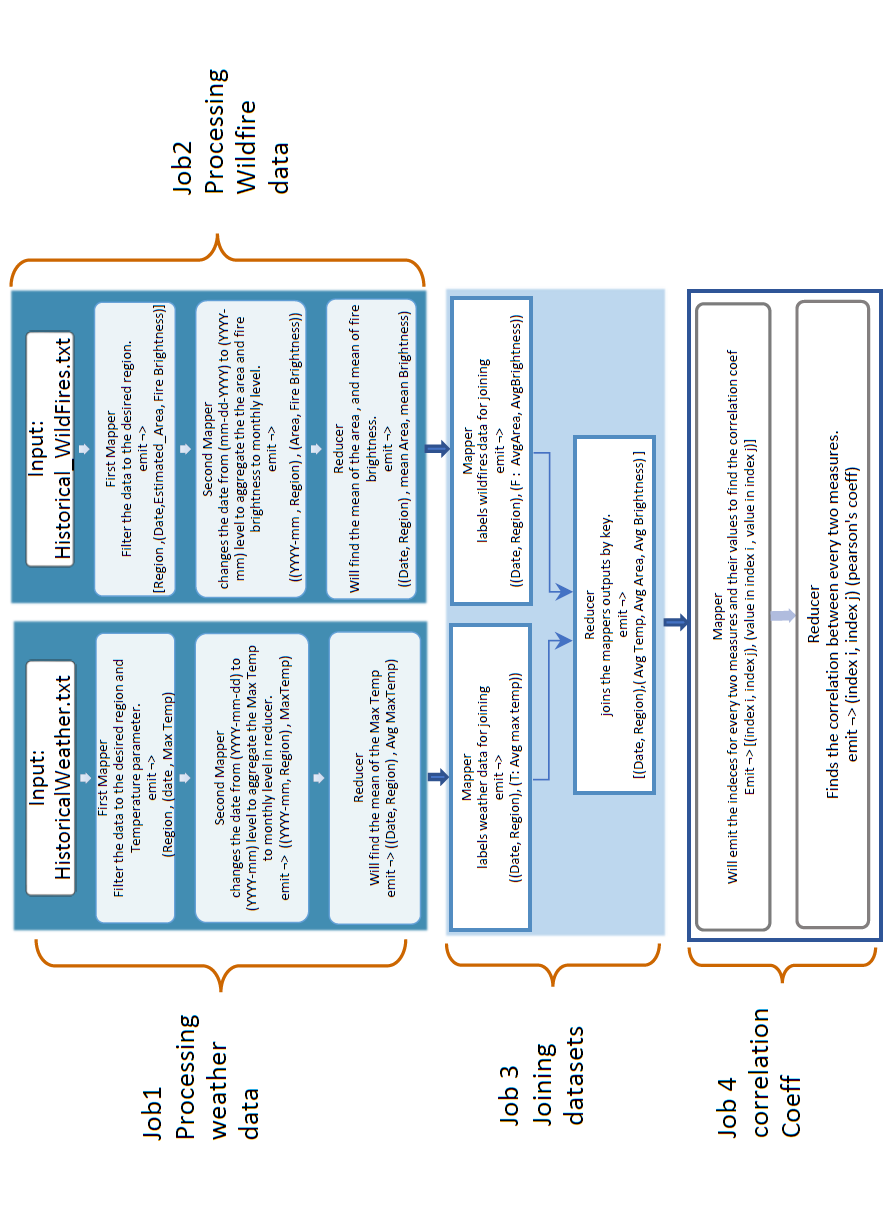 Job1
Processing
weather
data
Input:
HistoricalWeather.txt
First Mapper
Filter the data to the desired region and
Temperature parameter.
emit ->
(Region , (date , Max Temp)
Second Mapper
changes the date from (YYYY-mm-dd) to
(YYYY-mm) level to aggregate the Max Temp
to monthly level in reducer.
emit -> ((YYYY-mm, Region) , MaxTemp)
Reducer
Will find the mean of the Max Temp
emit -> ((Date, Region) , Avg MaxTemp)
Job2
Processing
Wildfire
data
Input:
Historical_WildFires.txt
First Mapper
Filter the data to the desired region.
emit ->
[Region ,(Date,Estimated_Area, Fire Brightness)]
Second Mapper
changes the date from (mm-dd-YYYY) to (YYYY-
mm) level to aggregate the the area and fire
brightness to monthly level.
emit ->
((YYYY-mm , Region) , (Area, Fire Brightness))
Reducer
Will find the mean of the area , and mean of fire
brightness.
emit ->
((Date, Region) , mean Area, mean Brightness)
Job 3
Joining
datasets
Mapper
labels weather data for joining
emit ->
((Date, Region), (T: Avg max temp))
Mapper
labels wildfires data for joining
emit ->
((Date, Region), (F : AvgArea, AvgBrightness))
Reducer
joins the mappers outputs by key.
emit ->
[(Date, Region),( Avg Temp, Avg Area, Avg Brightness) ]
Job 4
correlation
Coeff
Mapper
Will emit the indeces for every two measures and their values to find the correlation coef
Emit -> [(index i, index j), (value in index i , value in index j)]
Reducer
Finds the correlation between every two measures.
emit -> (index i, index j) (pearson's coeff)